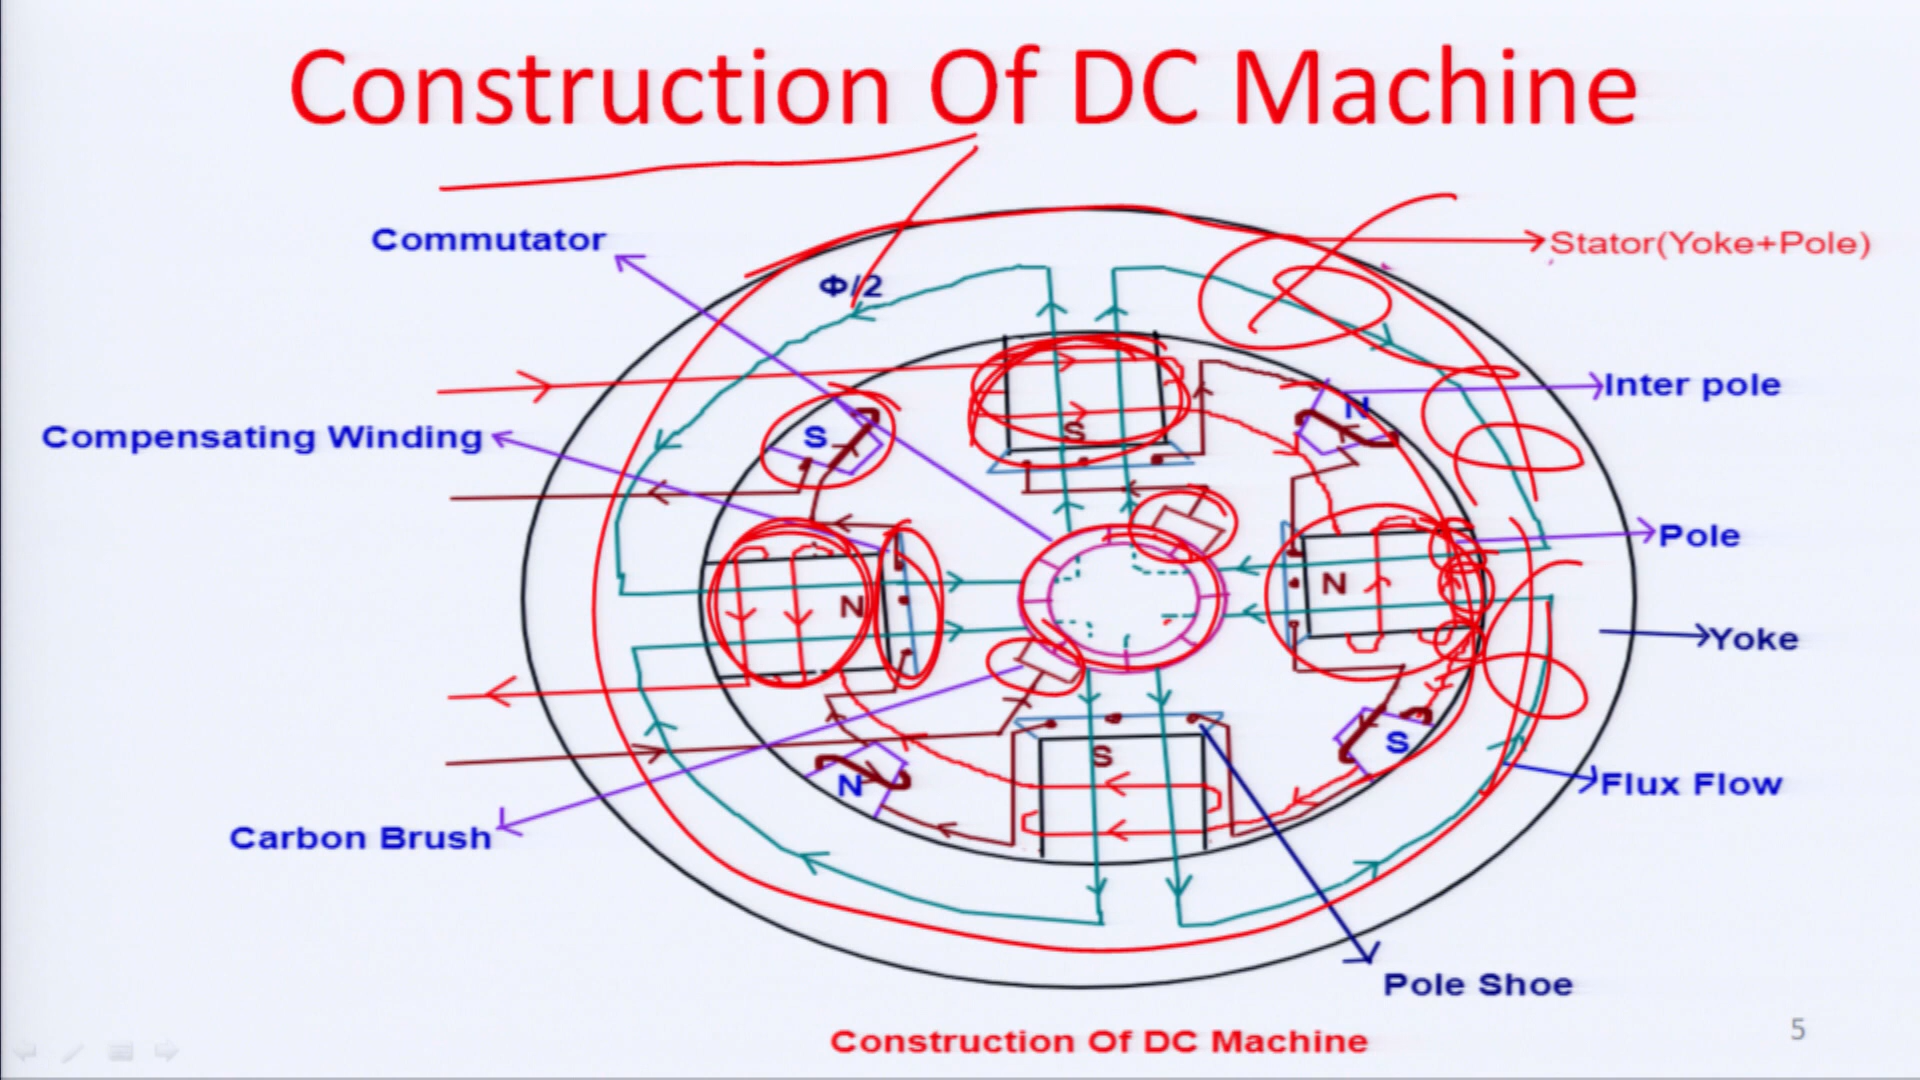 Construction Of DC Machine
Commutator
Stator(Yoke+Pole)
Φ/2
Inter pole
N
S
S
Compensating Winding
Pole
N
N
Yoke
S
S
N
Flux Flow
Carbon Brush
Pole Shoe
Construction Of DC Machine
5